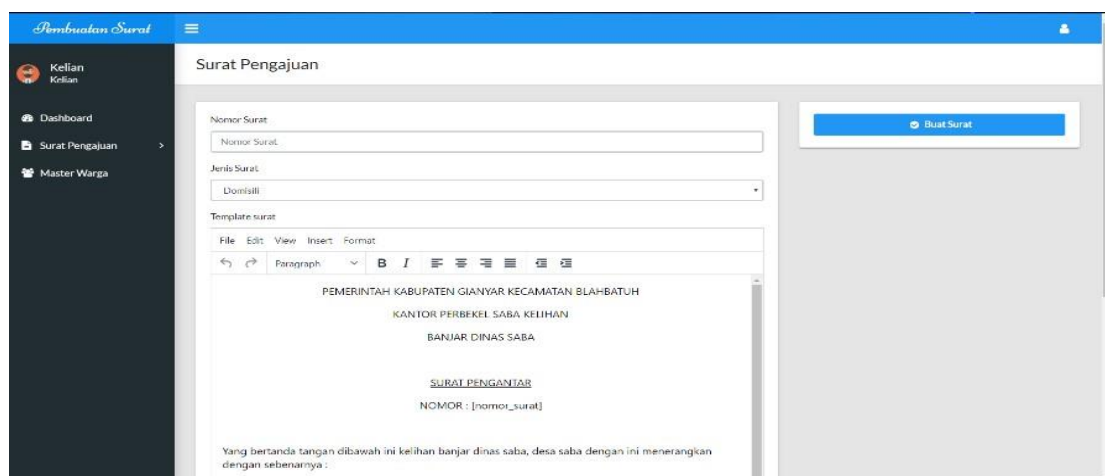 Pembuatan Surat
Kelian
Kelian
Dashboard
Surat Pengajuan
Master Warga
Surat Pengajuan
Nomor Surat
Nomor Surat
Jenis Surat
Domisili
Template surat
File Edit View Insert Format
Paragraph B I
PEMERINTAH KABUPATEN GIANYAR KECAMATAN BLAHBATUH
KANTOR PERBEKEL SABA KELIHAN
BANJAR DINAS SABA
SURAT PENGANTAR
NOMOR : [nomor_surat]
Yang bertanda tangan dibawah ini kelihan banjar dinas saba, desa saba dengan ini menerangkan
dengan sebenarnya :
Buat Surat